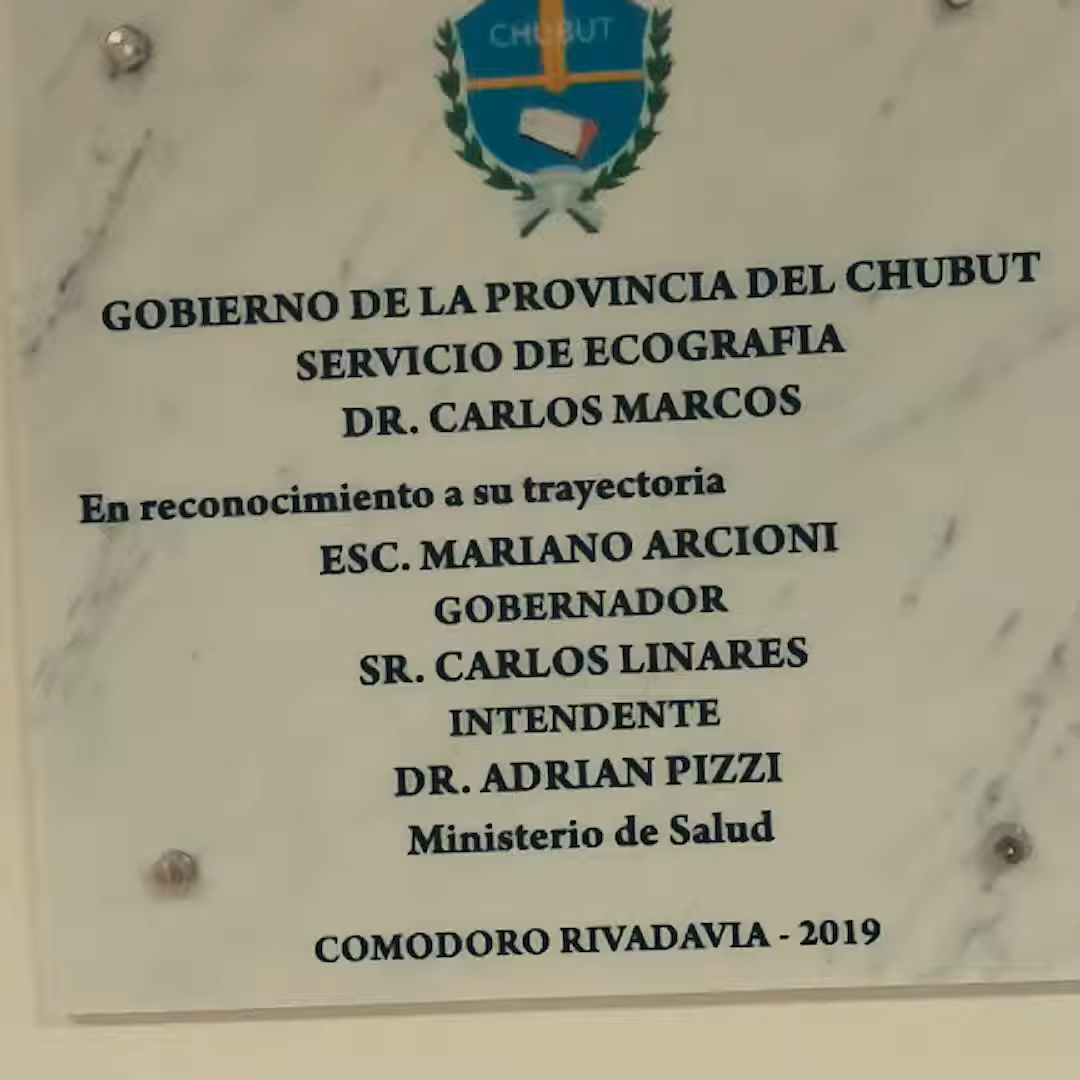 CHUBUT
GOBIERNO DE LA PROVINCIA DEL CHUBUT
SERVICIO DE ECOGRAFIA
DR. CARLOS MARCOS
En reconocimiento a su trayectoria
ESC. MARIANO ARCIONI
GOBERNADOR
SR. CARLOS LINARES
INTENDENTE
DR. ADRIAN PIZZI
Ministerio de Salud
COMODORO RIVADAVIA - 2019